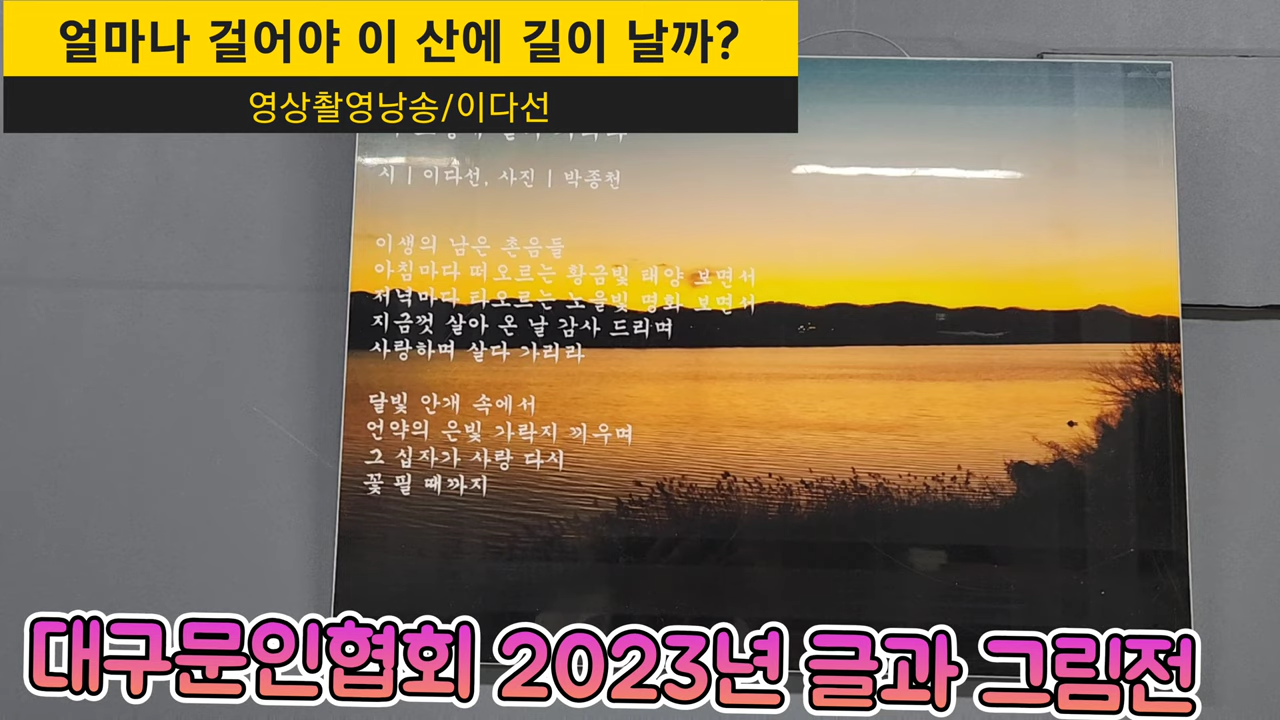 얼마나 걸어야 이 산에 길이 날까?
영상촬영낭송/이다선
시 | 이다선, 사진 | 박종천
이생의 남은 촌음들
아침마다 떠오르는 황금빛 태양 보면서
저녁마다 타오르는 노을빛 명화 보면서
지금껏 살아 온 날 감사 드리며
사랑하며 살다 가리라
달빛 안개 속에서
언약의 은빛 가락지 끼우며
그 십자가 사랑 다시
꽃 필 때까지
대구문인협회 2023년 글과 그림전